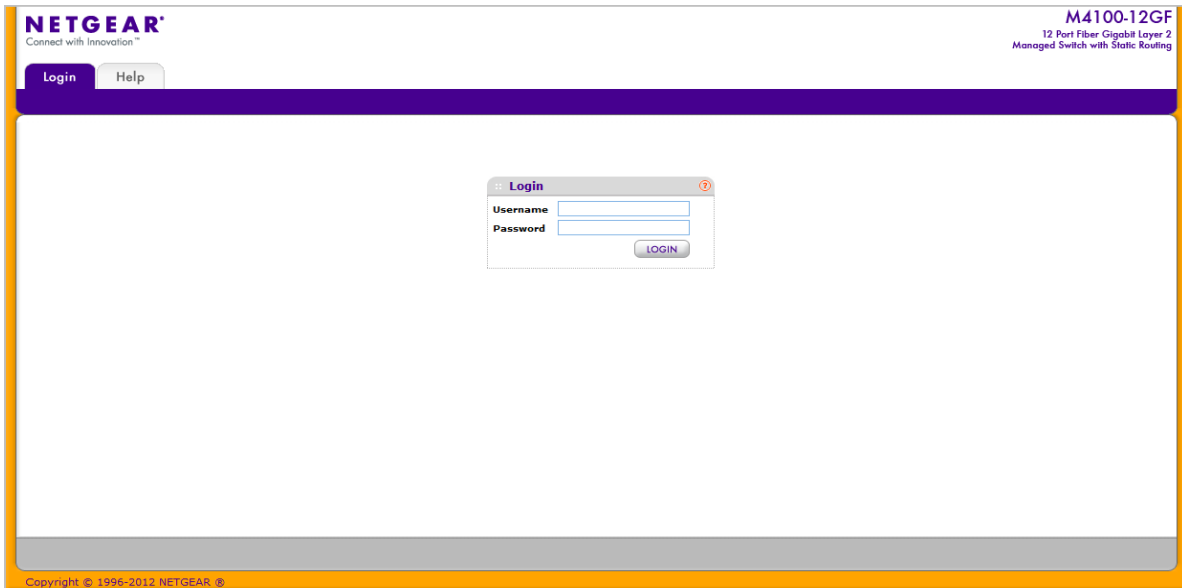 NETGEAR®
Connect with Innovation™
M4100-12GF
12 Port Fiber Gigabit Layer 2
Managed Switch with Static Routing
Login
Help
Login
?
Username
Password
LOGIN
Copyright © 1996-2012 NETGEAR ®